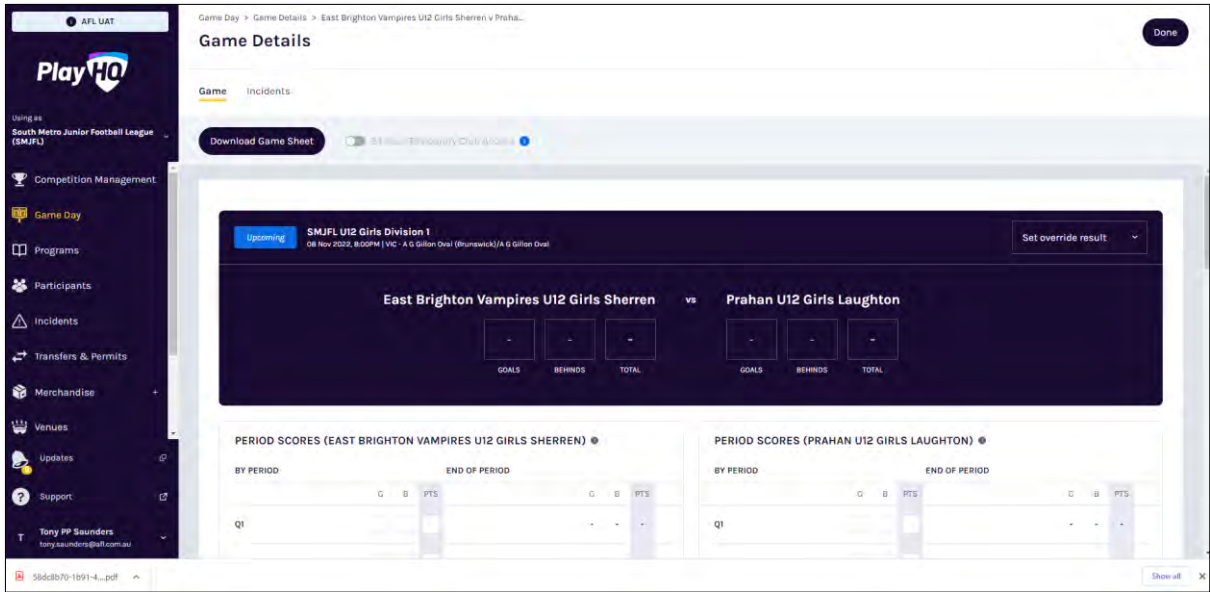 AFL UAT
PlayHQ
Using as
South Metro Junior Football League
(SMJFL)
Competition Management
Game Day
Programs
Participants
Incidents
Transfers & Permits
Merchandise +
Venues
Updates
? Support
T Tony PP Saunders
tony.saunders@afl.com.au
Game Day > Game Details > East Brighton Vampires U12 Girls Sherren v Praha...
Game Details
Done
Game Incidents
Download Game Sheet
Upcoming
SMJFL U12 Girls Division 1
08 Nov 2022, 8:00PM | VIC - A G Gillon Oval (Brunswick)/A G Gillon Oval
Set override result
East Brighton Vampires U12 Girls Sherren vs Prahan U12 Girls Laughton
- - - - - -
GOALS BEHINDS TOTAL GOALS BEHINDS TOTAL
PERIOD SCORES (EAST BRIGHTON VAMPIRES U12 GIRLS SHERREN)
BY PERIOD END OF PERIOD
G B PTS G B PTS
Q1 - - -
PERIOD SCORES (PRAHAN U12 GIRLS LAUGHTON)
BY PERIOD END OF PERIOD
G B PTS G B PTS
Q1 - - -
58dc8b70-1b91-4....pdf
Show all X